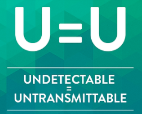 U=U
UNDETECTABLE
=
UNTRANSMITTABLE